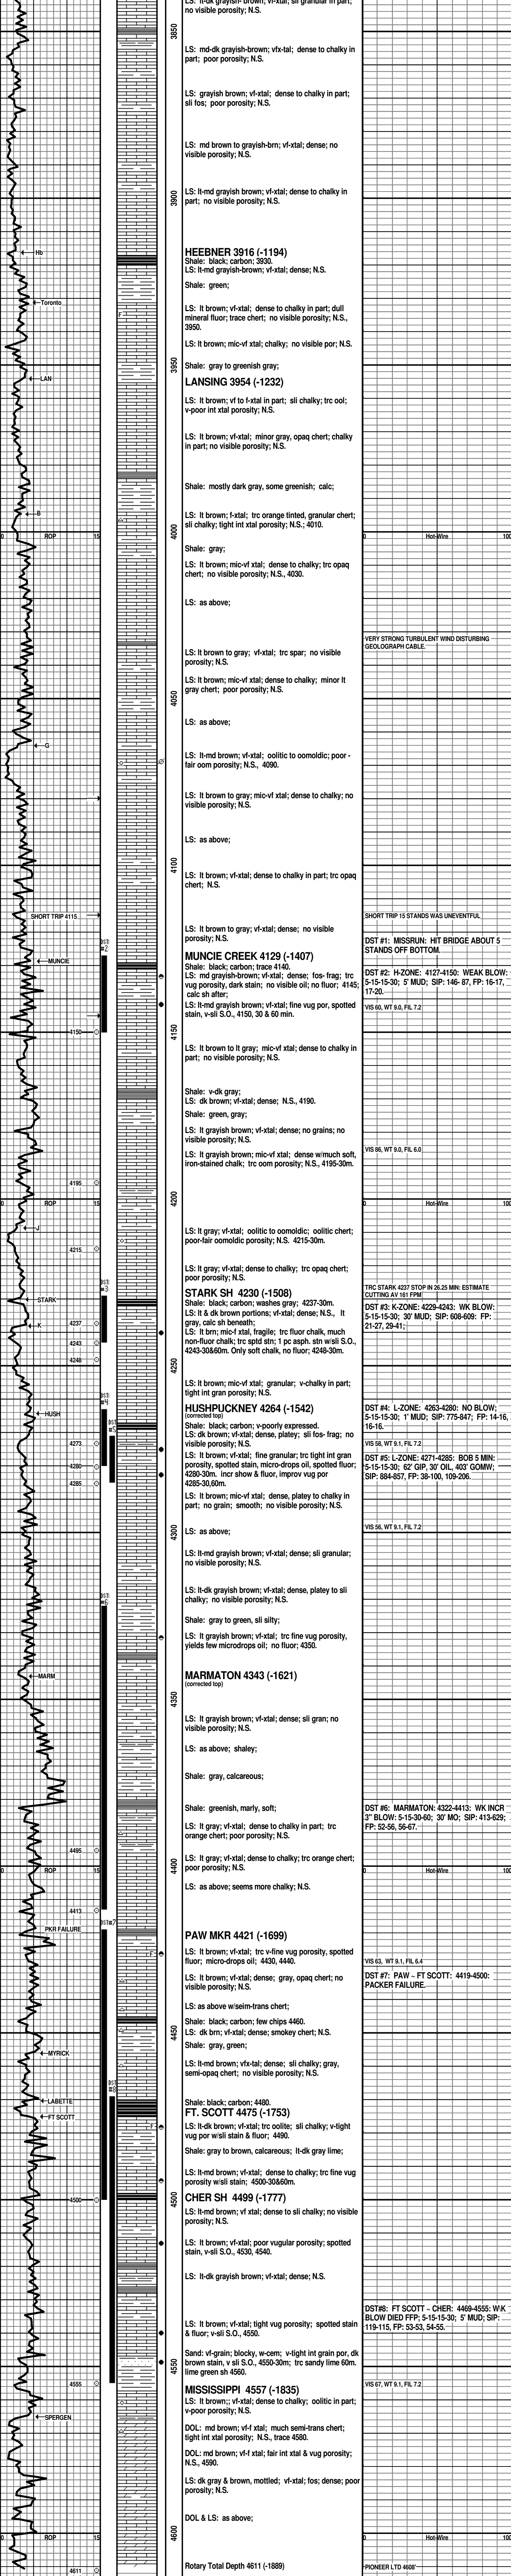 LS: lt-dk grayish- brown; vf-xtal; sli granular in part;
no visible porosity; N.S.
3850
LS: md-dk grayish-brown; vfx-tal; dense to chalky in
part; poor porosity; N.S.
LS: grayish brown; vf-xtal; dense to chalky in part;
sli fos; poor porosity; N.S.
LS: md brown to grayish-brn; vf-xtal; dense; no
visible porosity; N.S.
LS: lt-md grayish brown; vf-xtal; dense to chalky in
part; no visible porosity; N.S.
3900
HEEBNER 3916 (-1194)
Shale: black; carbon; 3930.
LS: lt-md grayish-brown; vf-xtal; dense; N.S.
Hb
Shale: green;
Toronto
F
LS: lt brown; vf-xtal; dense to chalky in part; dull
mineral fluor; trace chert; no visible porosity; N.S.,
3950.
LS: lt brown; mic-vf xtal; chalky; no visible por; N.S.
3950
Shale: gray to greenish gray;
LAN
LANSING 3954 (-1232)
LS: lt brown; vf to f-xtal in part; sli chalky; trc ool;
v-poor int xtal porosity; N.S.
LS: lt brown; vf-xtal; minor gray, opaq chert; chalky
in part; no visible porosity; N.S.
Shale: mostly dark gray, some greenish; calc;
B
LS: lt brown; f-xtal; trc orange tinted, granular chert;
sli chalky; tight int xtal porosity; N.S.; 4010.
4000
0 ROP 15
0 Hot-Wire 100
Shale: gray;
LS: lt brown; mic-vf xtal; dense to chalky; trc opaq
chert; no visible porosity; N.S., 4030.
LS: as above;
VERY STRONG TURBULENT WIND DISTURBING
GEOLOGRAPH CABLE.
LS: lt brown to gray; vf-xtal; trc spar; no visible
porosity; N.S.
LS: lt brown; mic-vf xtal; dense to chalky; minor lt
gray chert; poor porosity; N.S.
4050
LS: as above;
G
LS: lt-md brown; vf-xtal; oolitic to oomoldic; poor -
fair oom porosity; N.S., 4090.
LS: lt brown to gray; mic-vf xtal; dense to chalky; no
visible porosity; N.S.
LS: as above;
4100
LS: lt brown; vf-xtal; dense to chalky in part; trc opaq
chert; N.S.
SHORT TRIP 4115
SHORT TRIP 15 STANDS WAS UNEVENTFUL
LS: lt brown to gray; vf-xtal; dense; no visible
porosity; N.S.
DST #1: MISSRUN: HIT BRIDGE ABOUT 5
STANDS OFF BOTTOM.
DST
#2
MUNCIE
MUNCIE CREEK 4129 (-1407)
Shale: black; carbon; trace 4140.
LS: md grayish-brown; vf-xtal; dense; fos- frag; trc
vug porosity, dark stain; no visible oil; no fluor; 4145;
calc sh after;
DST #2: H-ZONE: 4127-4150: WEAK BLOW:
5-15-15-30; 5' MUD; SIP: 146- 87, FP: 16-17,
17-20.
LS: lt-md grayish brown; vf-xtal; fine vug por, spotted
stain, v-sli S.O., 4150, 30 & 60 min.
VIS 60, WT 9.0, FIL 7.2
4150
4150
LS: lt brown to lt gray; mic-vf xtal; dense to chalky in
part; no visible porosity; N.S.
Shale: v-dk gray;
LS: dk brown; vf-xtal; dense; N.S., 4190.
Shale: green, gray;
LS: lt grayish brown; vf-xtal; dense; no grains; no
visible porosity; N.S.
VIS 86, WT 9.0, FIL 6.0
LS: lt grayish brown; mic-vf xtal; dense w/much soft,
iron-stained chalk; trc oom porosity; N.S., 4195-30m.
4195
4200
0 ROP 15
0 Hot-Wire 100
J
LS: lt gray; vf-xtal; oolitic to oomoldic; oolitic chert;
poor-fair oomoldic porosity; N.S. 4215-30m.
4215
LS: lt gray; vf-xtal; dense to chalky; trc opaq chert;
poor porosity; N.S.
DST
#3
STARK
STARK SH 4230 (-1508)
TRC STARK 4237 STOP IN 26.25 MIN: ESTIMATE
CUTTING AV 161 FPM
Shale: black; carbon; washes gray; 4237-30m.
LS: lt & dk brown portions; vf-xtal; dense; N.S., lt
gray, calc sh beneath;
DST #3: K-ZONE: 4229-4243: WK BLOW:
5-15-15-30; 30' MUD; SIP: 608-609: FP:
21-27, 29-41;
K
4237
4243
4248
LS: lt brn; mic-f xtal, fragile; trc fluor chalk, much
non-fluor chalk; trc sptd stn; 1 pc asph. stn w/sli S.O.,
4243-30&60m. Only soft chalk, no fluor; 4248-30m.
4250
LS: lt brown; mic-vf xtal; granular; v-chalky in part;
tight int gran porosity; N.S.
HUSH
HUSHPUCKNEY 4264 (-1542)
(corrected top)
Shale: black; carbon; v-poorly expressed.
LS: dk brown; vf-xtal; dense, platey; sli fos- frag; no
visible porosity; N.S.
DST #4: L-ZONE: 4263-4280: NO BLOW;
5-15-15-30; 1' MUD; SIP: 775-847; FP: 14-16,
16-16.
VIS 58, WT 9.1, FIL 7.2
4273
4280
4285
LS: lt brown; vf-xtal; fine granular; trc tight int gran
porosity, spotted stain, micro-drops oil, spotted fluor;
4280-30m. incr show & fluor, improv vug por
4285-30,60m.
DST #5: L-ZONE: 4271-4285: BOB 5 MIN:
5-15-15-30; 62' GIP, 30' OIL, 403' GOMW;
SIP: 884-857, FP: 38-100, 109-206.
LS: lt brown; mic-vf xtal; dense, platey to chalky in
part; no grain; smooth; no visible porosity; N.S.
4300
LS: as above;
VIS 56, WT 9.1, FIL 7.2
LS: lt-md grayish brown; vf-xtal; dense; sli granular;
no visible porosity; N.S.
DST
#6
LS: lt-dk grayish brown; vf-xtal; dense, platey to sli
chalky; no visible porosity; N.S.
Shale: gray to green, sli silty;
LS: lt grayish brown; vf-xtal; trc fine vug porosity,
yields few microdrops oil; no fluor; 4350.
MARM
MARMATON 4343 (-1621)
(corrected top)
4350
LS: lt grayish brown; vf-xtal; dense; sli gran; no
visible porosity; N.S.
LS: as above; shaley;
Shale: gray, calcareous;
Shale: greenish, marly, soft;
DST #6: MARMATON: 4322-4413: WK INCR
3" BLOW: 5-15-30-60; 30' MO; SIP: 413-629;
FP: 52-56, 56-67.
LS: lt gray; vf-xtal; dense to chalky in part; trc
orange chert; poor porosity; N.S.
4495
LS: lt gray; vf-xtal; dense to chalky; trc orange chert;
poor porosity; N.S.
4400
0 ROP 15
0 Hot-Wire 100
LS: as above; seems more chalky; N.S.
4413
DST#7
PKR FAILURE
PAW MKR 4421 (-1699)
F
LS: lt brown; vf-xtal; trc v-fine vug porosity, spotted
fluor; micro-drops oil; 4430, 4440.
VIS 63, WT 9.1, FIL 6.4
LS: lt brown; vf-xtal; dense; gray, opaq chert; no
visible porosity; N.S.
DST #7: PAW ~ FT SCOTT: 4419-4500:
PACKER FAILURE.
LS: as above w/seim-trans chert;
Shale: black; carbon; few chips 4460.
4450
LS: dk brn; vf-xtal; dense; smokey chert; N.S.
Shale: gray, green;
MYRICK
LS: lt-md brown; vfx-tal; dense; sli chalky; gray,
semi-opaq chert; no visible porosity; N.S.
DST
#8
LABETTE
Shale: black; carbon; 4480.
FT SCOTT
FT. SCOTT 4475 (-1753)
LS: lt-dk brown; vf-xtal; trc oolite; sli chalky; v-tight
vug por w/sli stain & fluor; 4490.
Shale: gray to brown, calcareous; lt-dk gray lime;
LS: lt-md brown; vf-xtal; dense to chalky; trc fine vug
porosity w/sli stain; 4500-30&60m.
4500
4500
CHER SH 4499 (-1777)
LS: lt-md brown; vf xtal; dense to sli chalky; no visible
porosity; N.S.
LS: lt brown; vf-xtal; poor vugular porosity; spotted
stain, v-sli S.O., 4530, 4540.
LS: lt-dk grayish brown; vf-xtal; dense; N.S.
DST#8: FT SCOTT ~ CHER: 4469-4555: WK
BLOW DIED FFP; 5-15-15-30; 5' MUD; SIP:
119-115, FP: 53-53, 54-55.
LS: lt brown; vf-xtal; tight vug porosity; spotted stain
& fluor; v-sli S.O., 4550.
Sand: vf-grain; blocky, w-cem; v-tight int grain por, dk
brown stain, v sli S.O., 4550-30m; trc sandy lime 60m.
lime green sh 4560.
4550
4555
VIS 67, WT 9.1, FIL 7.2
MISSISSIPPI 4557 (-1835)
LS: lt brown;; vf-xtal; dense to chalky; oolitic in part;
v-poor porosity; N.S.
SPERGEN
DOL: md brown; vf-f xtal; much semi-trans chert;
tight int xtal porosity; N.S., trace 4580.
DOL: md brown; vf-f xtal; fair int xtal & vug porosity;
N.S., 4590.
LS: dk gray & brown, mottled; vf-xtal; fos; dense; poor
porosity; N.S.
DOL & LS: as above;
4600
0 ROP 15
0 Hot-Wire 100
Rotary Total Depth 4611 (-1889)
4611
PIONEER LTD 4608'